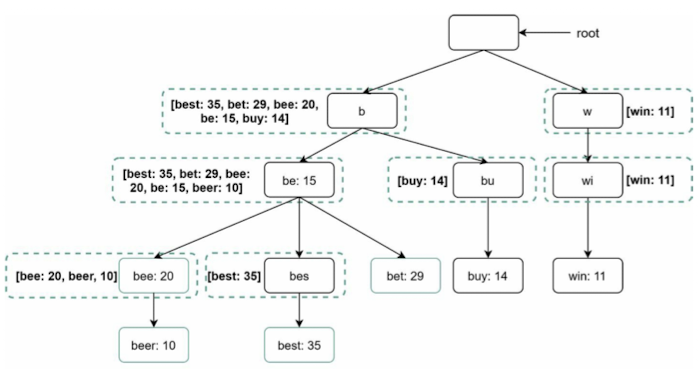 root
[best: 35, bet: 29, bee: 20,
be: 15, buy: 14]
b
w
[win: 11]
[best: 35, bet: 29, bee:
20, be: 15, beer: 10]
be: 15
[buy: 14]
bu
wi
[win: 11]
[bee: 20, beer, 10]
bee: 20
[best: 35]
bes
bet: 29
buy: 14
win: 11
beer: 10
best: 35